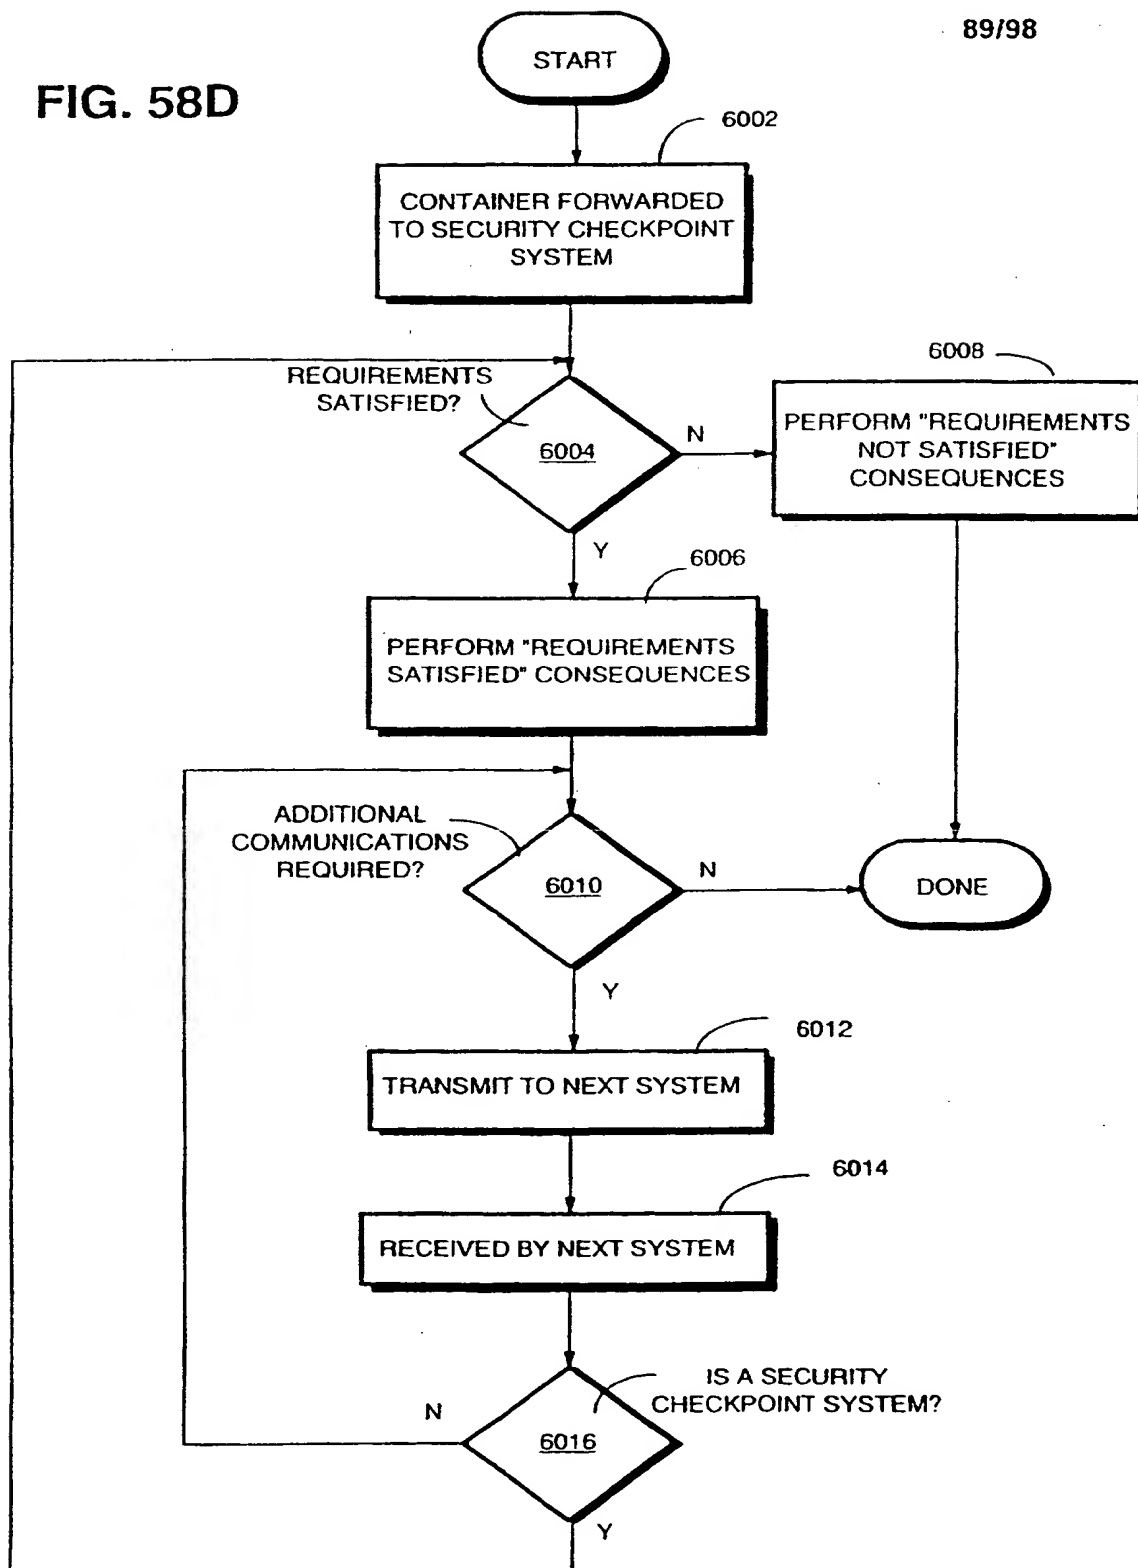 89/98
FIG. 58D
START
6002
CONTAINER FORWARDED
TO SECURITY CHECKPOINT
SYSTEM
REQUIREMENTS
SATISFIED?
6004
N
6008
PERFORM "REQUIREMENTS
NOT SATISFIED"
CONSEQUENCES
Y
6006
PERFORM "REQUIREMENTS
SATISFIED" CONSEQUENCES
ADDITIONAL
COMMUNICATIONS
REQUIRED?
6010
N
DONE
Y
6012
TRANSMIT TO NEXT SYSTEM
6014
RECEIVED BY NEXT SYSTEM
IS A SECURITY
CHECKPOINT SYSTEM?
N
6016
Y